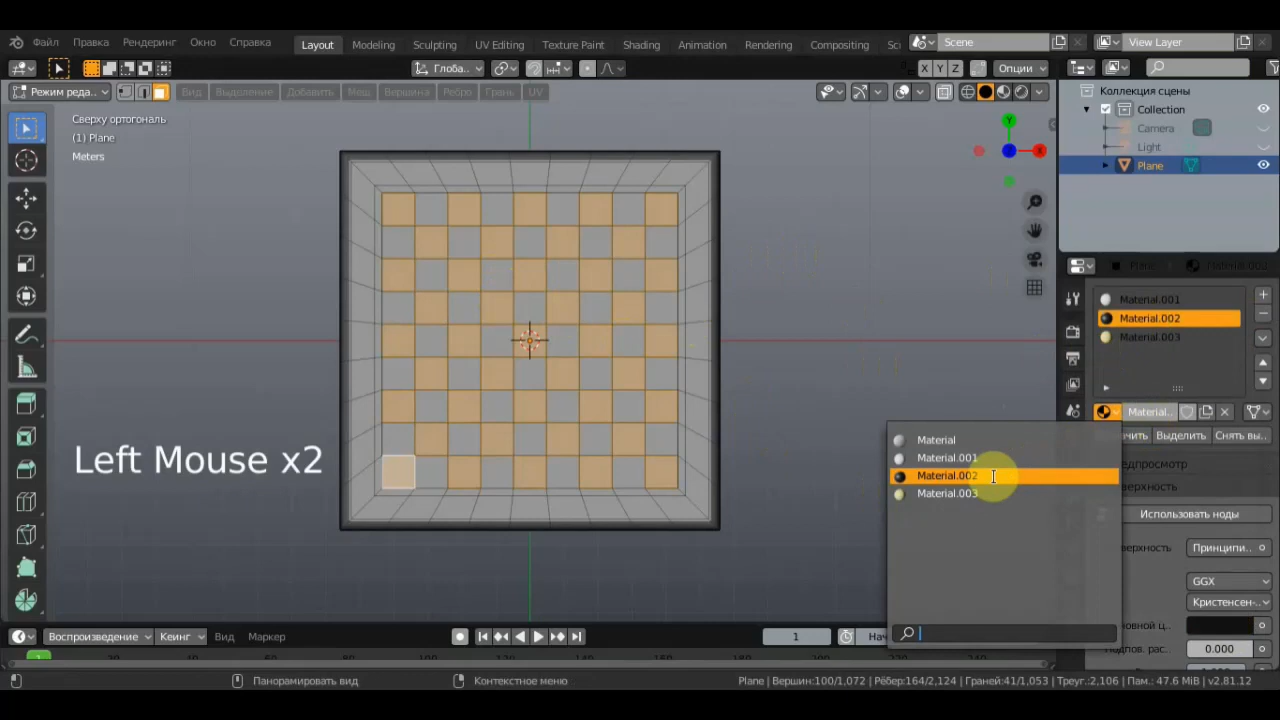 Файл Правка Рендеринг Окно Справка Layout Modeling Sculpting UV Editing Texture Paint Shading Animation Rendering Compositing Sc Scene View Layer
Глоба.. X Y Z Опции
Режим реда.. Вид Выделение Добавить Меш Вершина Ребро Грань UV
Коллекция сцены
Collection
Camera
Light
Plane
Сверху ортогональ
(1) Plane
Meters
Y
X
Z
Material.001
Material.002
Material.003
Material..
чить Выделить Снять вы..
едпросмотр
верхность
Использовать ноды
ерхность Принципи..
GGX
Кристенсен-..
овной ц..
Подпов. рас.. 0.000
Material
Material.001
Material.002
Material.003
Left Mouse x2
Воспроизведение Кеинг Вид Маркер 1 Нач
1
Панорамировать вид Контекстное меню Plane | Вершин:100/1,072 | Рёбер:164/2,124 | Граней:41/1,053 | Треуг.:2,106 | Пам.: 47.6 MiB | v2.81.12